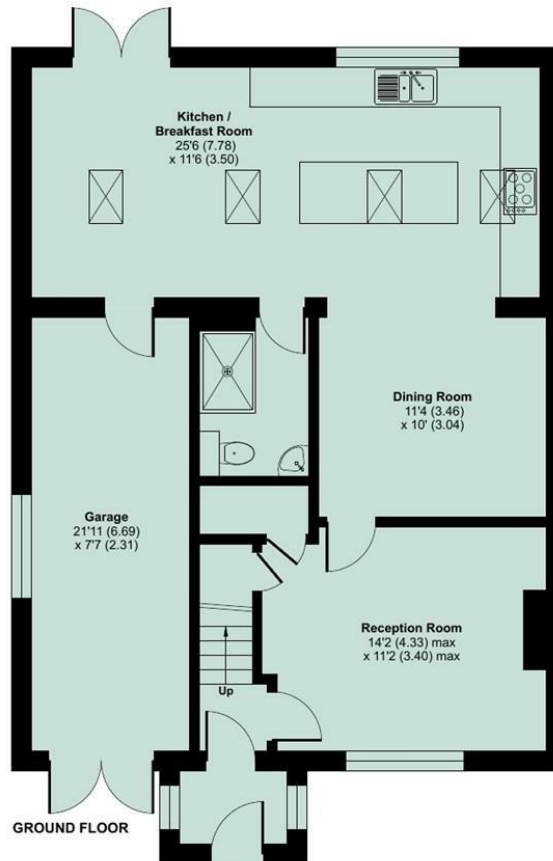 Kitchen /
Breakfast Room
25'6 (7.78)
x 11'6 (3.50)
Dining Room
11'4 (3.46)
x 10' (3.04)
Garage
21'11 (6.69)
x 7'7 (2.31)
Reception Room
14'2 (4.33) max
x 11'2 (3.40) max
Up
GROUND FLOOR